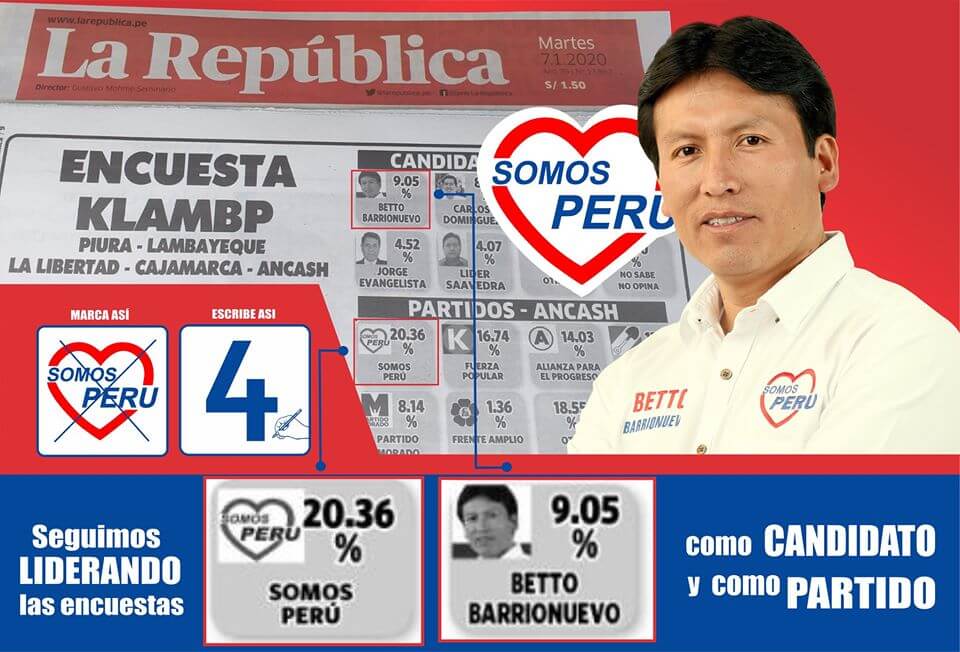 www.larepublica.pe
La República
Martes
7.1.2020
Director: Gustavo Mohme Seminario
S/ 1.50
ENCUESTA
KLAMBP
PIURA - LAMBAYEQUE
LA LIBERTAD - CAJAMARCA - ANCASH
9.05
%
BETTO
BARRIONUEVO
CARLOS
4.52
%
JORGE
EVANGELISTA
4.07
%
LIDER
SAAVEDRA
NO SABE
NO OPINA
PARTIDOS - ANCASH
20.36
%
SOMOS
PERÚ
K
16.74
%
FUERZA
POPULAR
A
14.03
%
ALIANZA PARA
EL PROGRESO
M
8.14
%
PARTIDO
1.36
%
FRENTE AMPLIO
18.55
SOMOS
PERU
BETTO
BARRIONUEVO
SOMOS
PERU
MARCA ASÍ
SOMOS
PERU
ESCRIBE ASI
4
Seguimos
LIDERANDO
las encuestas
SOMOS
PERU
20.36
%
SOMOS
PERÚ
9.05
%
BETTO
BARRIONUEVO
como CANDIDATO
y como PARTIDO